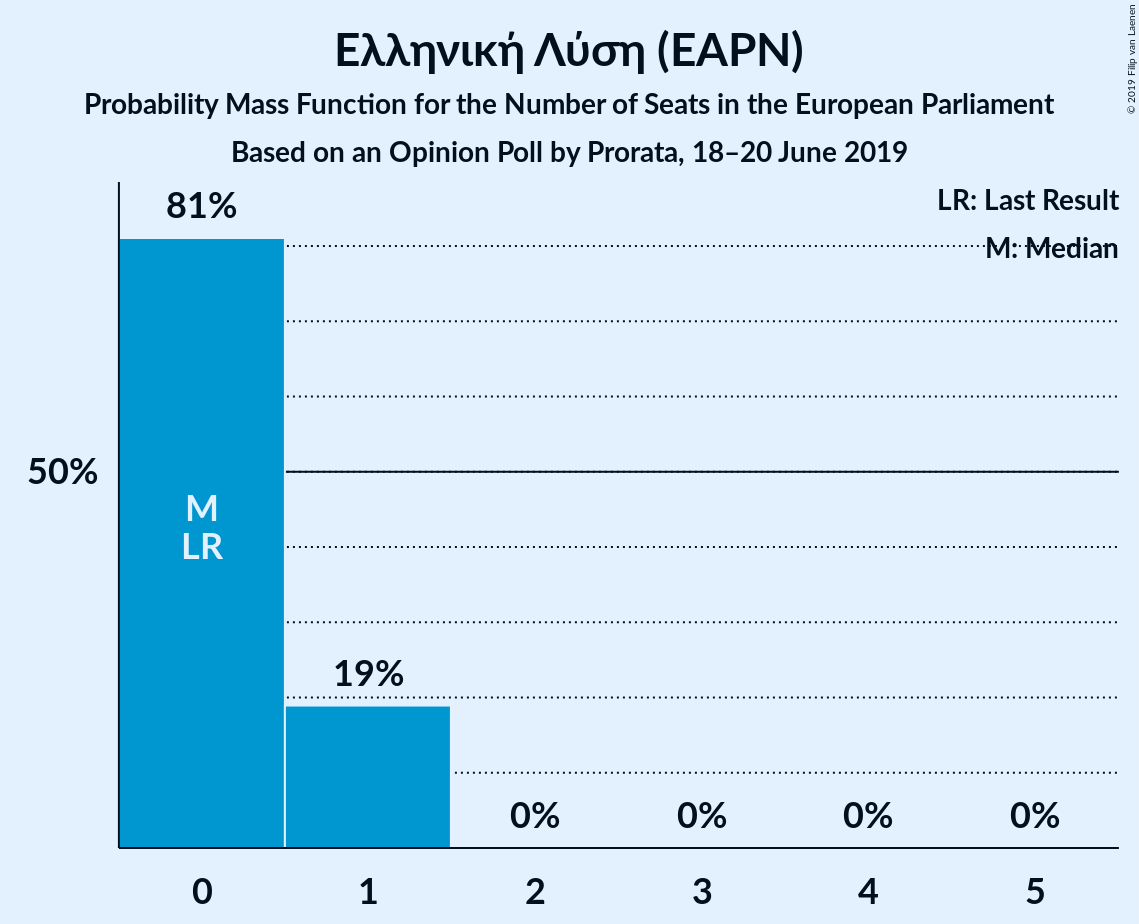 Ελληνική Λύση (EAPN)
Probability Mass Function for the Number of Seats in the European Parliament
Based on an Opinion Poll by Prorata, 18–20 June 2019
© 2019 Filip van Laenen
LR: Last Result
M: Median
81%
50%
M
LR
19%
0% 0% 0% 0%
0 1 2 3 4 5